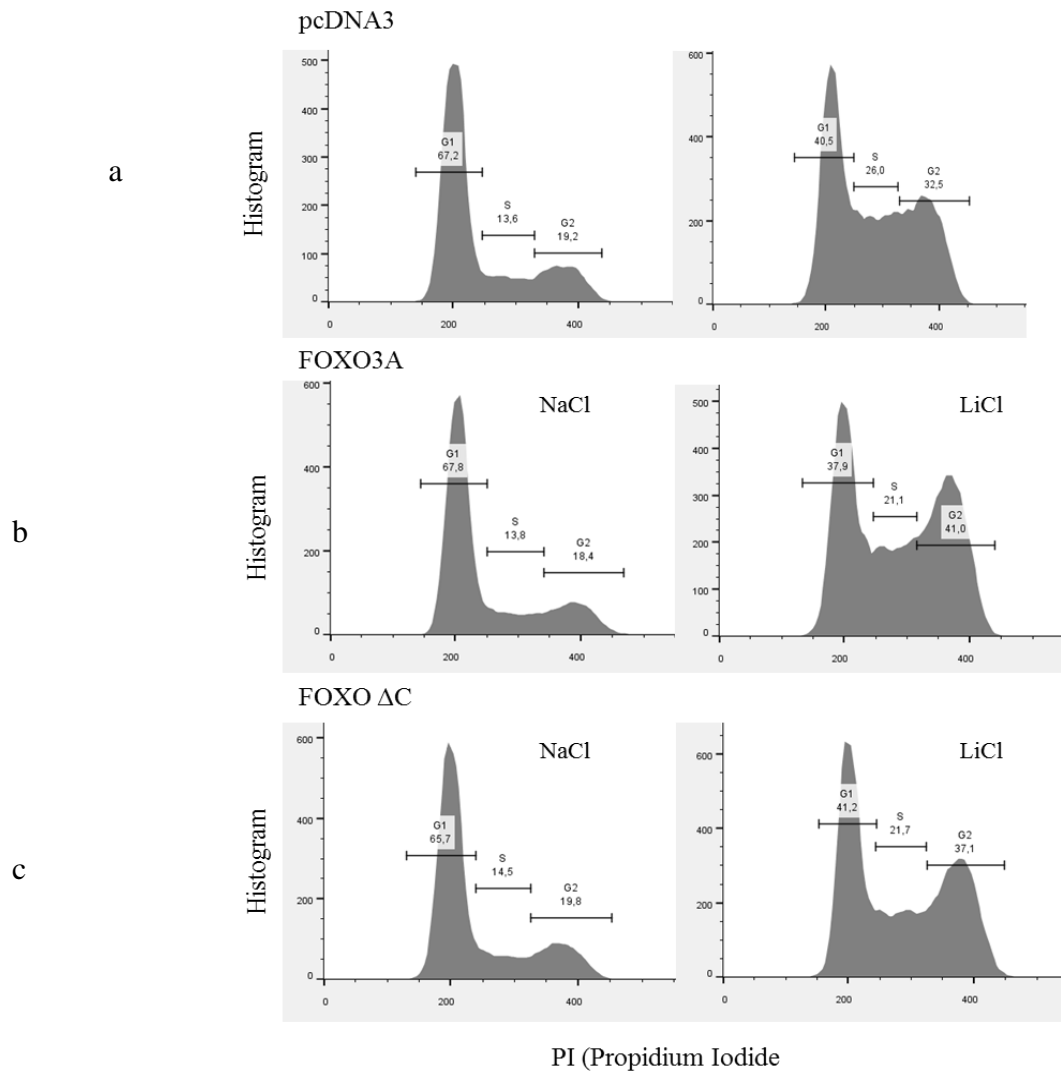 pcDNA3
a
Histogram
500
400
300
200
100
0
G1
67,2
S
13,6
G2
19,2
0 200 400
600
400
200
0
G1
40,5
S
26,0
G2
32,5
0 200 400
FOXO3A
b
Histogram
NaCl
600
400
200
0
G1
67,8
S
13,8
G2
18,4
0 200 400
LiCl
500
400
300
200
100
0
G1
37,9
S
21,1
G2
41,0
0 200 400
FOXO ΔC
c
Histogram
NaCl
600
400
200
0
G1
65,7
S
14,5
G2
19,8
0 200 400
LiCl
600
400
200
0
G1
41,2
S
21,7
G2
37,1
0 200 400
PI (Propidium Iodide